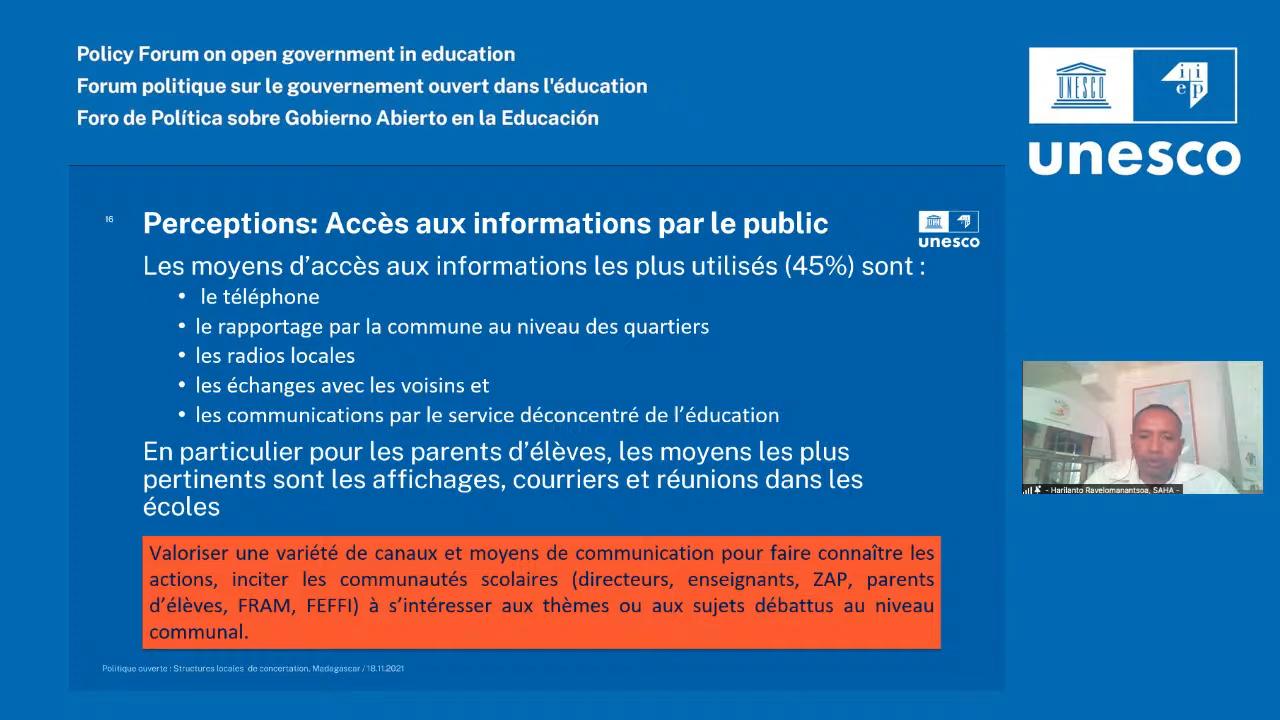 Policy Forum on open government in education
Forum politique sur le gouvernement ouvert dans l'éducation
Foro de Política sobre Gobierno Abierto en la Educación
UNESCO
i i
e p
unesco
16
Perceptions: Accès aux informations par le public
unesco
Les moyens d’accès aux informations les plus utilisés (45%) sont :
• le téléphone
• le rapportage par la commune au niveau des quartiers
• les radios locales
• les échanges avec les voisins et
• les communications par le service déconcentré de l’éducation
En particulier pour les parents d’élèves, les moyens les plus
pertinents sont les affichages, courriers et réunions dans les
écoles
Valoriser une variété de canaux et moyens de communication pour faire connaître les
actions, inciter les communautés scolaires (directeurs, enseignants, ZAP, parents
d’élèves, FRAM, FEFFI) à s’intéresser aux thèmes ou aux sujets débattus au niveau
communal.
Politique ouverte : Structures locales de concertation, Madagascar / 18.11.2021
- Harilanto Ravelomanantsoa, SAHA -